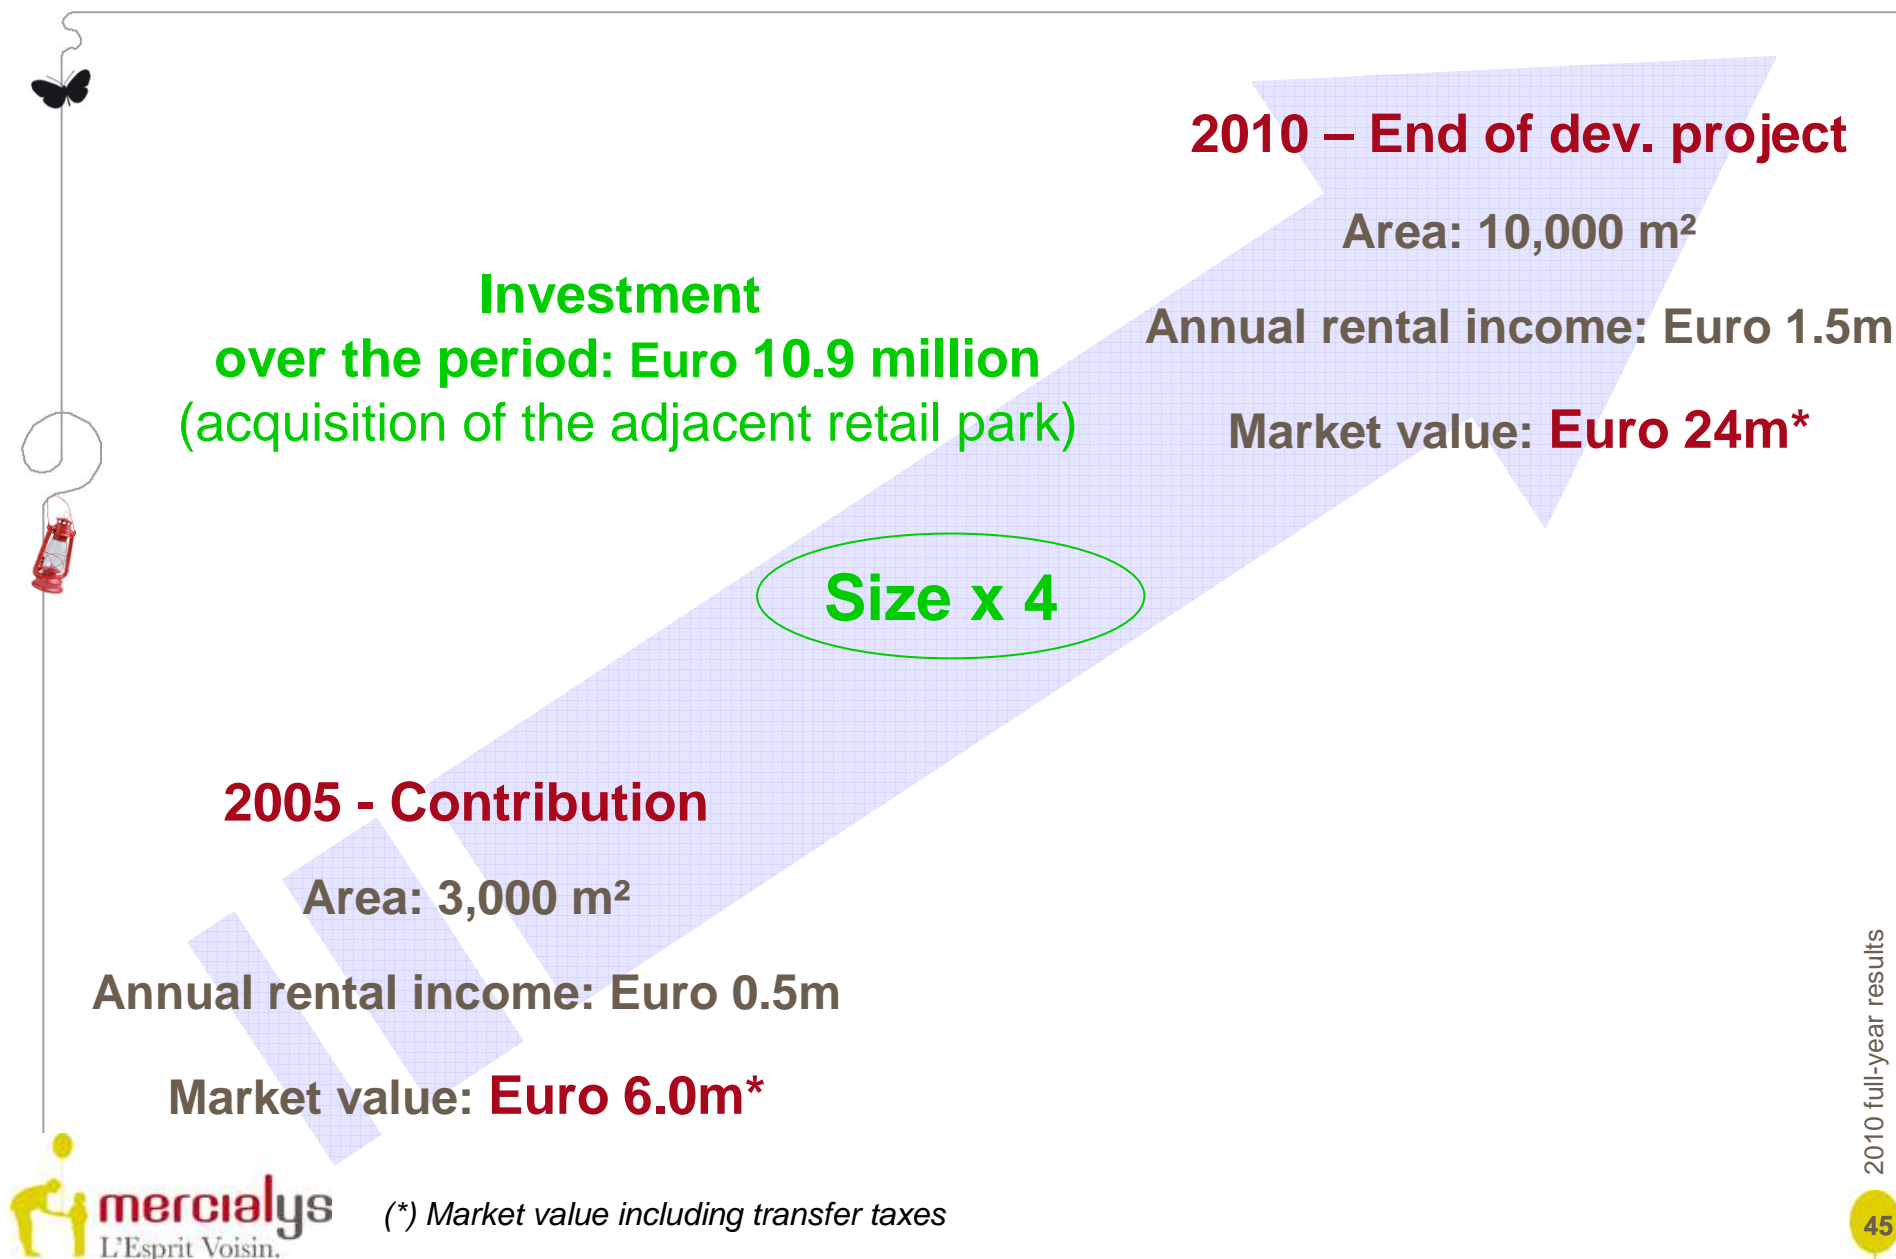 2010 – End of dev. project
Area: 10,000 m²
Annual rental income: Euro 1.5m
Market value: Euro 24m*
Investment
over the period: Euro 10.9 million
(acquisition of the adjacent retail park)
Size x 4
2005 - Contribution
Area: 3,000 m²
Annual rental income: Euro 0.5m
Market value: Euro 6.0m*
mercialys
L'Esprit Voisin.
(*) Market value including transfer taxes
2010 full-year results
45